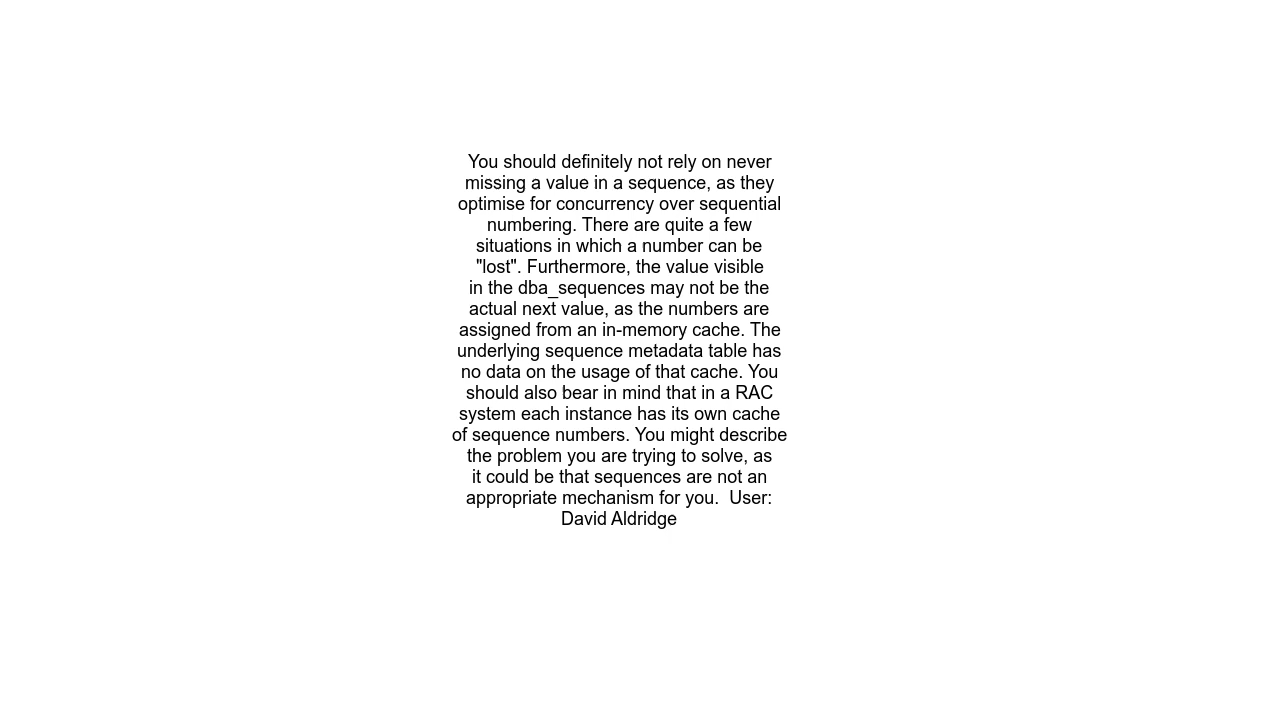 You should definitely not rely on never
missing a value in a sequence, as they
optimise for concurrency over sequential
numbering. There are quite a few
situations in which a number can be
"lost". Furthermore, the value visible
in the dba_sequences may not be the
actual next value, as the numbers are
assigned from an in-memory cache. The
underlying sequence metadata table has
no data on the usage of that cache. You
should also bear in mind that in a RAC
system each instance has its own cache
of sequence numbers. You might describe
the problem you are trying to solve, as
it could be that sequences are not an
appropriate mechanism for you.  User:
David Aldridge